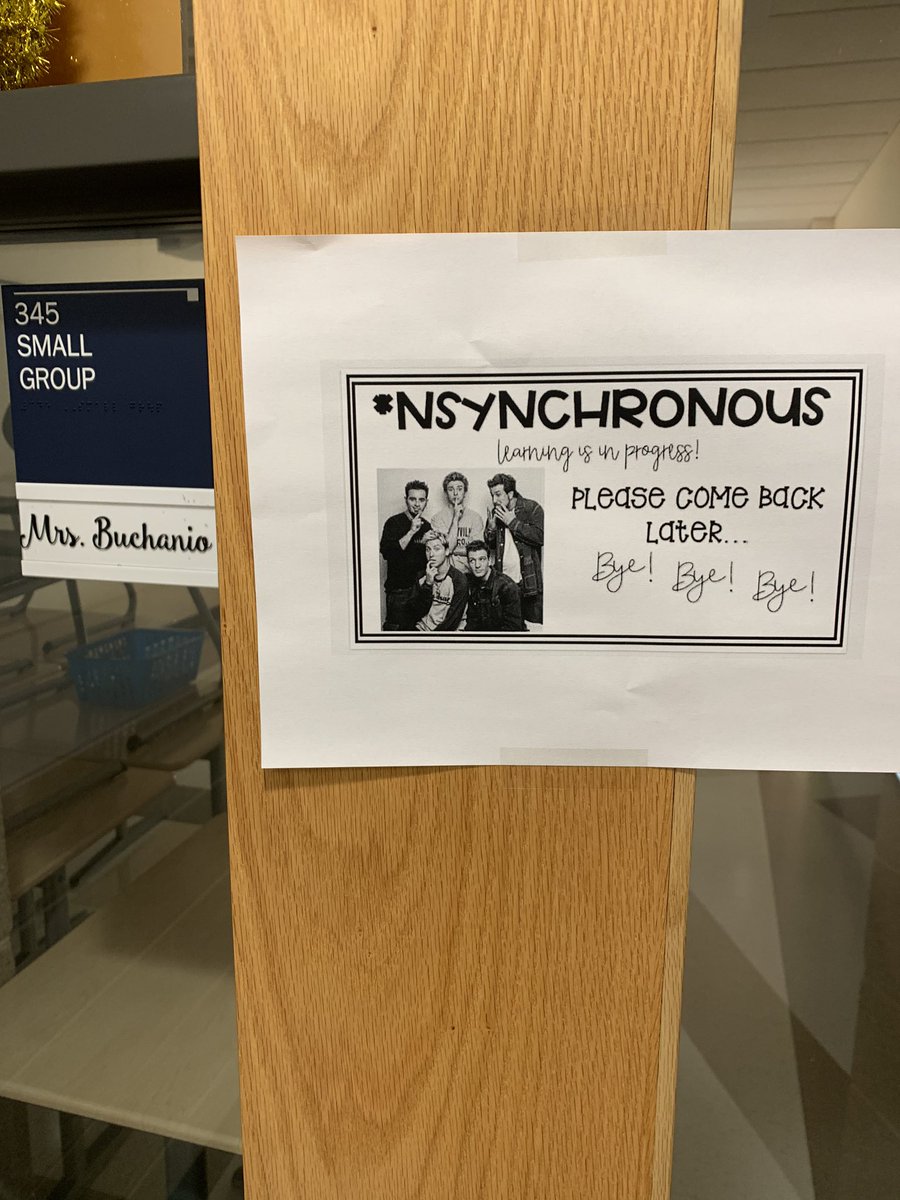 345
SMALL
GROUP
Mrs. Buchanio
*NSYNCHRONOUS
learning is in progress!
Please come back
later...
Bye! Bye! Bye!